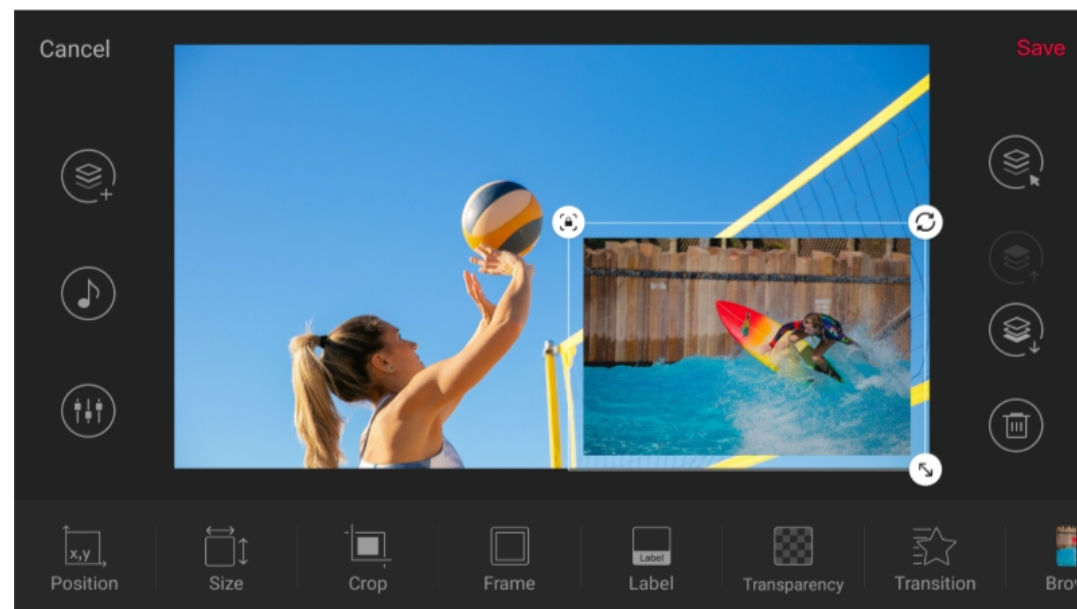 Cancel
Save
x,y
Label
Position
Size
Crop
Frame
Label
Transparency
Transition